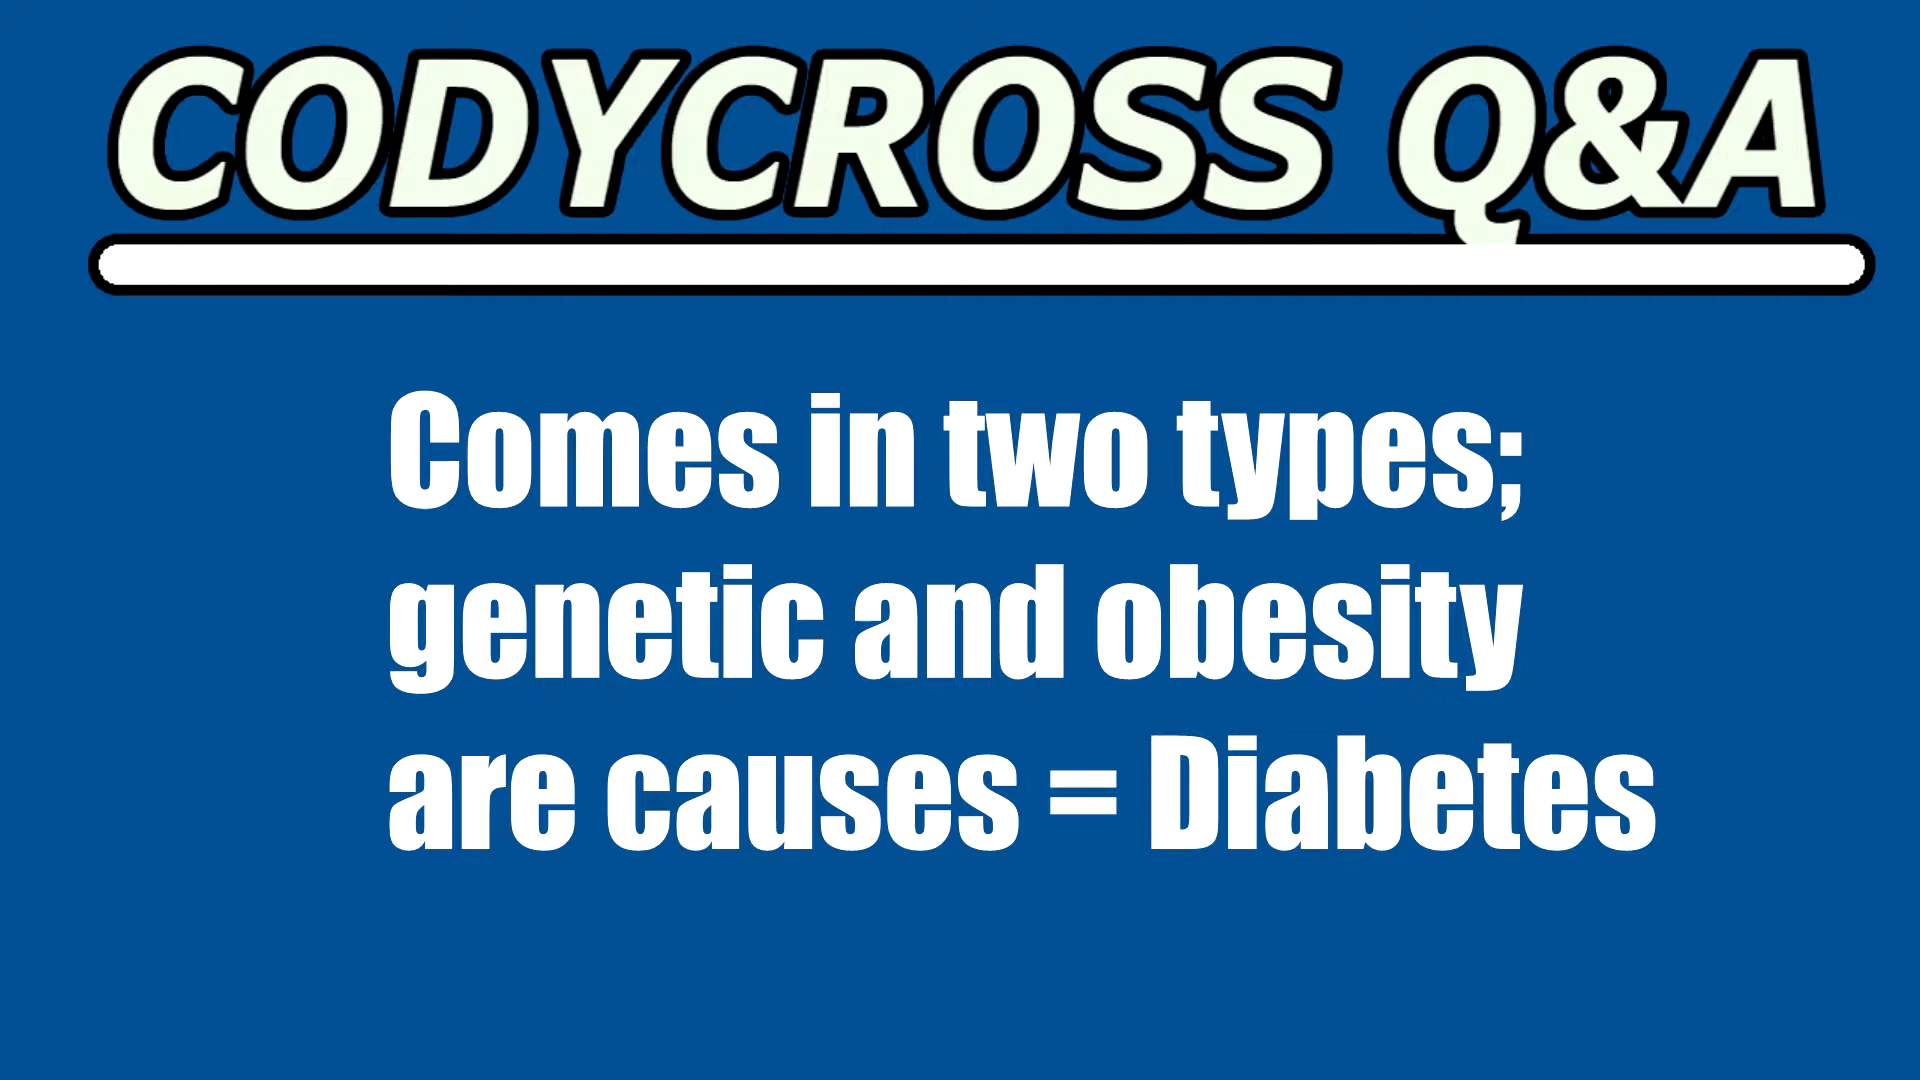 CODYCROSS Q&A
Comes in two types;
genetic and obesity
are causes = Diabetes